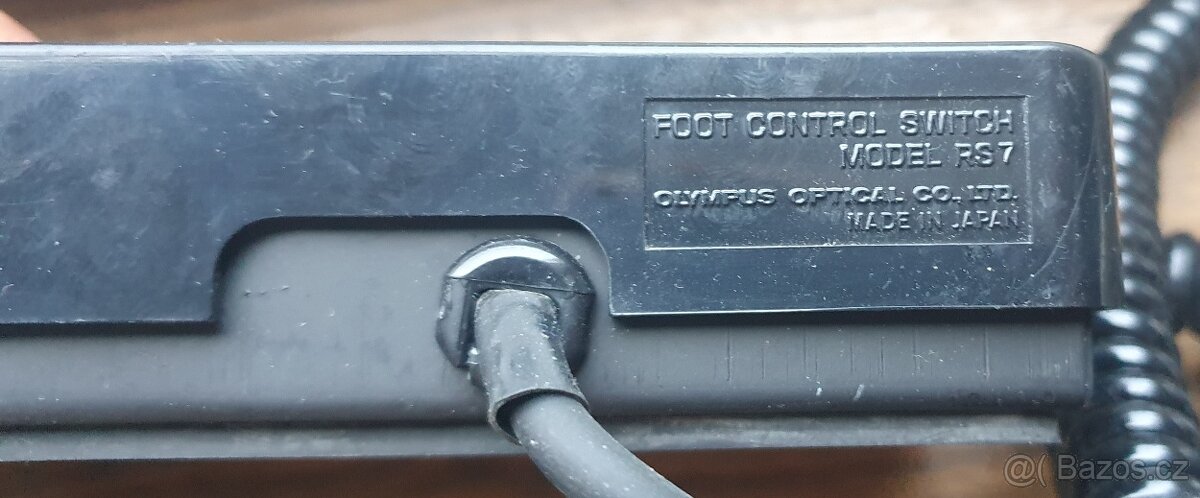 FOOT CONTROL SWITCH
MODEL RS7
OLYMPUS OPTICAL CO., LTD.
MADE IN JAPAN
@( Bazos.cz